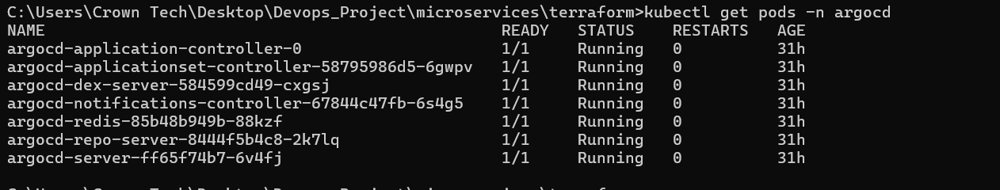 C:\Users\Crown Tech\Desktop\Devops_Project\microservices\terraform>kubectl get pods -n argocd
NAME READY STATUS RESTARTS AGE
argocd-application-controller-0 1/1 Running 0 31h
argocd-applicationset-controller-58795986d5-6gwpv 1/1 Running 0 31h
argocd-dex-server-584599cd49-cxgsj 1/1 Running 0 31h
argocd-notifications-controller-67844c47fb-6s4g5 1/1 Running 0 31h
argocd-redis-85b48b949b-88kzf 1/1 Running 0 31h
argocd-repo-server-8444f5b4c8-2k7lq 1/1 Running 0 31h
argocd-server-ff65f74b7-6v4fj 1/1 Running 0 31h